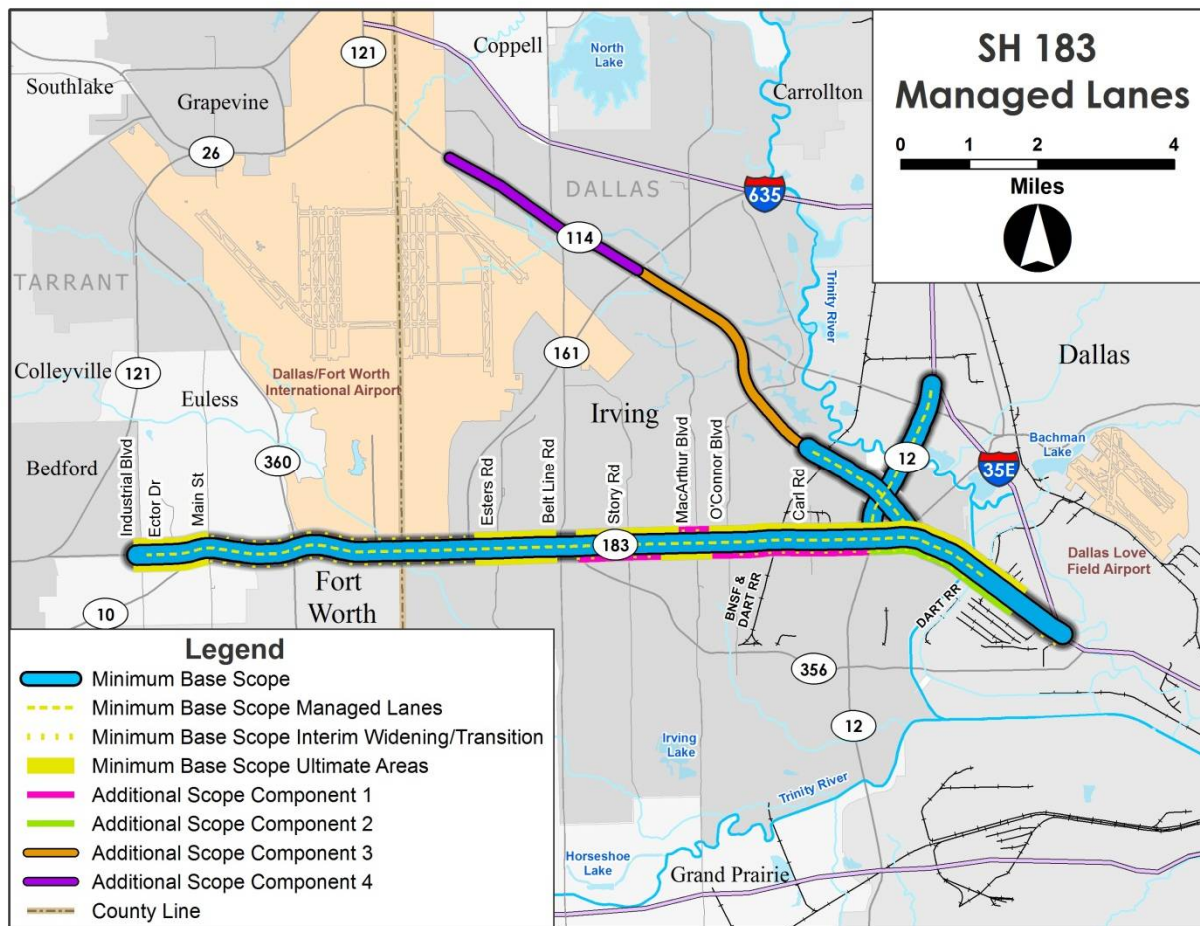 SH 183
Managed Lanes
0 1 2 4
Miles
Coppell
121
North
Lake
Carrollton
Southlake
Grapevine
26
DALLAS
635
114
TARRANT
Trinity
River
Dallas
Colleyville
121
161
Dallas/Fort Worth
International Airport
Euless
Irving
Bachman
Lake
12
35E
Bedford
360
Industrial Blvd
Ector Dr
Main St
Esters Rd
Belt Line Rd
Story Rd
MacArthur Blvd
O'Connor Blvd
Carl Rd
183
Dallas Love
Field Airport
Fort
Worth
10
BNSF &
DART RR
DART RR
356
12
Irving
Lake
Trinity River
Horseshoe
Lake
Grand Prairie
Legend
Minimum Base Scope
Minimum Base Scope Managed Lanes
Minimum Base Scope Interim Widening/Transition
Minimum Base Scope Ultimate Areas
Additional Scope Component 1
Additional Scope Component 2
Additional Scope Component 3
Additional Scope Component 4
County Line